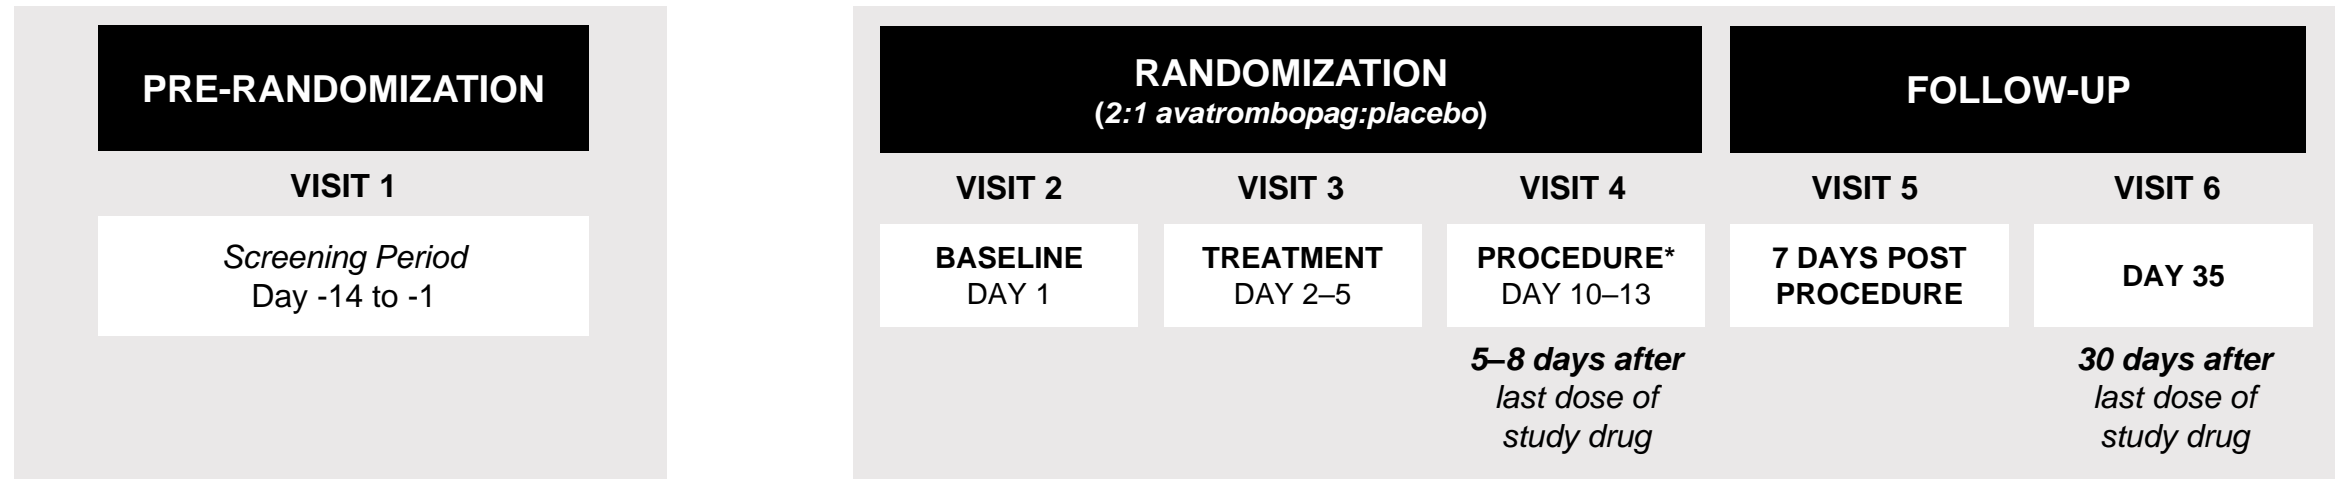 PRE-RANDOMIZATION
VISIT 1
Screening Period
Day -14 to -1
RANDOMIZATION
(2:1 avatrombopag:placebo)
VISIT 2
BASELINE
DAY 1
VISIT 3
TREATMENT
DAY 2–5
VISIT 4
PROCEDURE*
DAY 10–13
5–8 days after
last dose of
study drug
FOLLOW-UP
VISIT 5
7 DAYS POST
PROCEDURE
VISIT 6
DAY 35
30 days after
last dose of
study drug